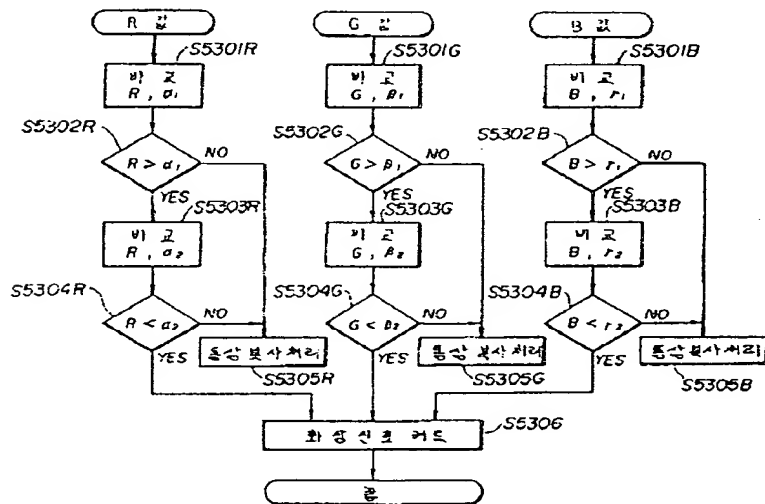 R 값
G 값
B 값
S5301R
S5301G
S5301B
비 교
R , α₁
비 교
G , β₁
비 교
B , γ₁
S5302R
S5302G
S5302B
R > α₁
NO
G > β₁
NO
B > γ₁
NO
YES
YES
YES
S5303R
S5303G
S5303B
비 교
R , α₂
비 교
G , β₂
비 교
B , γ₂
S5304R
S5304G
S5304B
R < α₂
NO
G < β₂
NO
B < γ₂
NO
YES
YES
YES
통상복사처리
통상복사처리
통상복사처리
S5305R
S5305G
S5305B
화 상 신 호 커 트
S5306